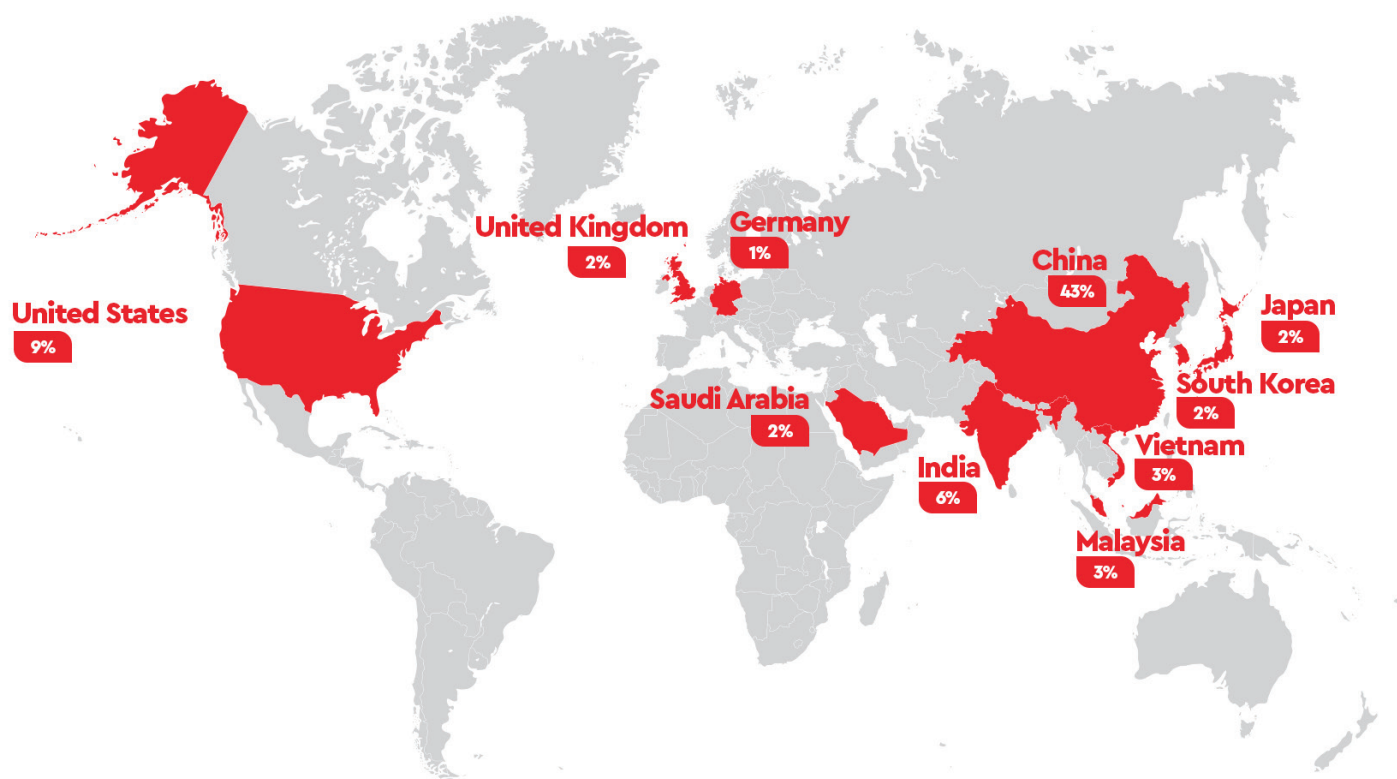 United Kingdom
2%
Germany
1%
China
43%
United States
9%
Japan
2%
South Korea
2%
Saudi Arabia
2%
Vietnam
3%
India
6%
Malaysia
3%